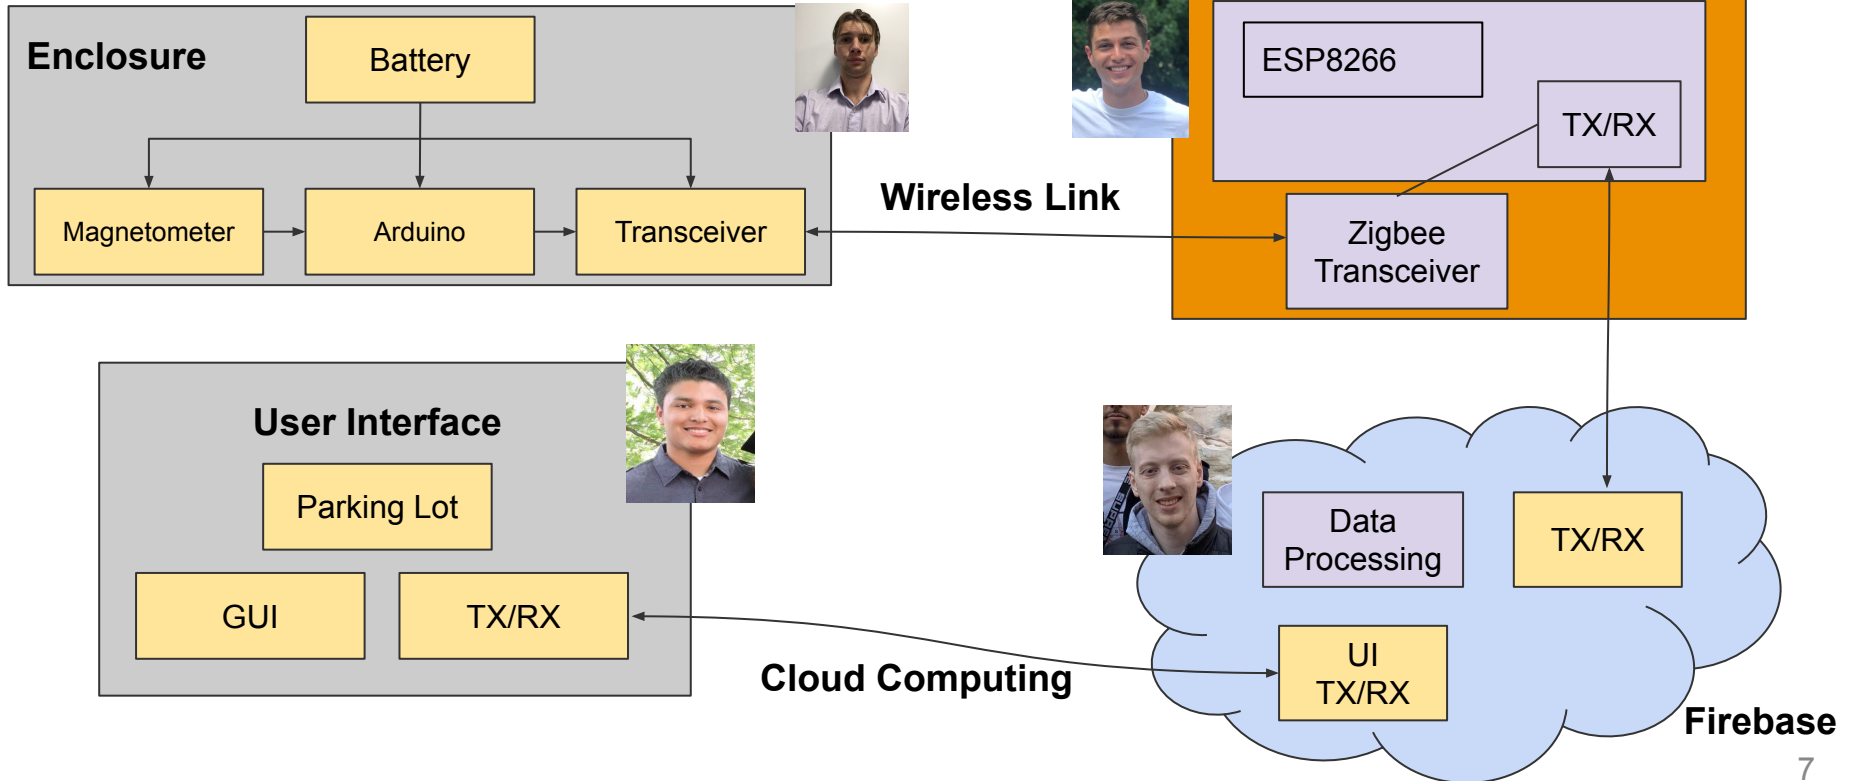 Enclosure
Battery
Magnetometer
Arduino
Transceiver
Wireless Link
ESP8266
TX/RX
Zigbee
Transceiver
User Interface
Parking Lot
GUI
TX/RX
Cloud Computing
Data
Processing
TX/RX
UI
TX/RX
Firebase
7